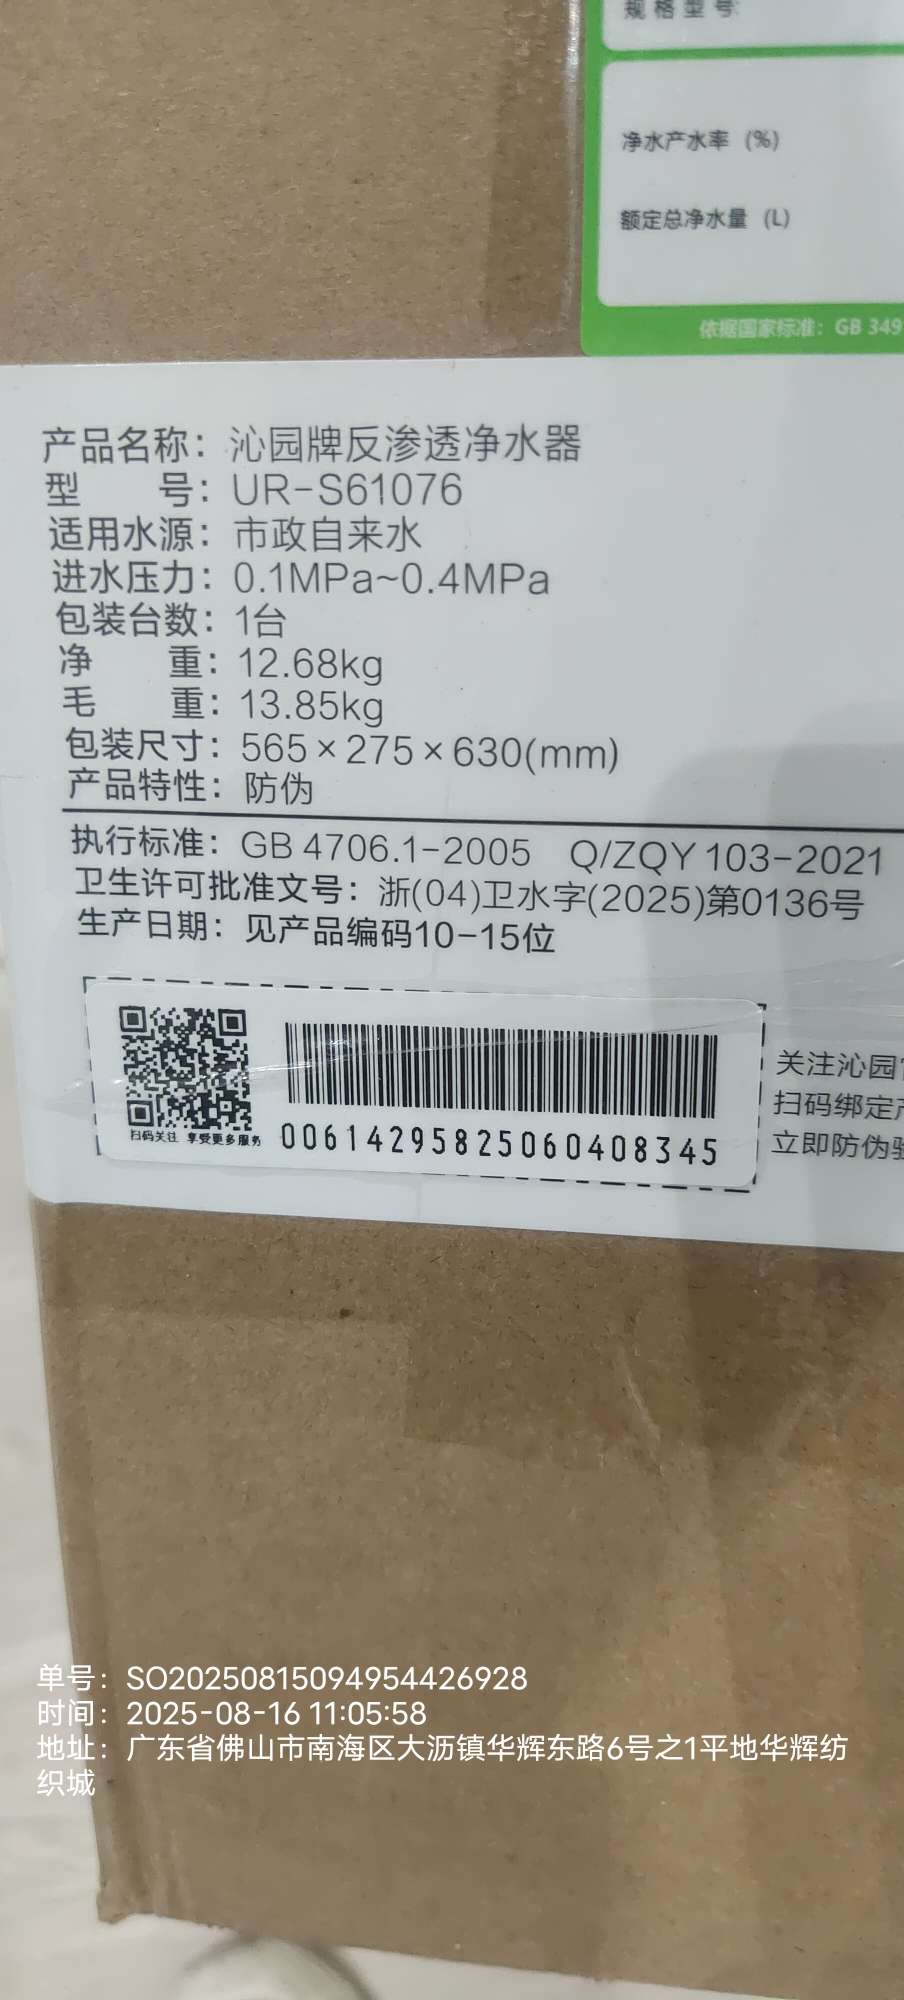 规格型号:
净水产水率 (%)
额定总净水量 (L)
依据国家标准：GB 349
产品名称：沁园牌反渗透净水器
型 号：UR-S61076
适用水源：市政自来水
进水压力：0.1MPa~0.4MPa
包装台数：1台
净 重：12.68kg
毛 重：13.85kg
包装尺寸：565×275×630(mm)
产品特性：防伪
执行标准：GB 4706.1-2005 Q/ZQY 103-2021
卫生许可批准文号：浙(04)卫水字(2025)第0136号
生产日期：见产品编码10-15位
扫码关注 享受更多服务
00614295825060408345
关注沁园
扫码绑定
立即防伪
单号：SO20250815094954426928
时间：2025-08-16 11:05:58
地址：广东省佛山市南海区大沥镇华辉东路6号之1平地华辉纺
织城